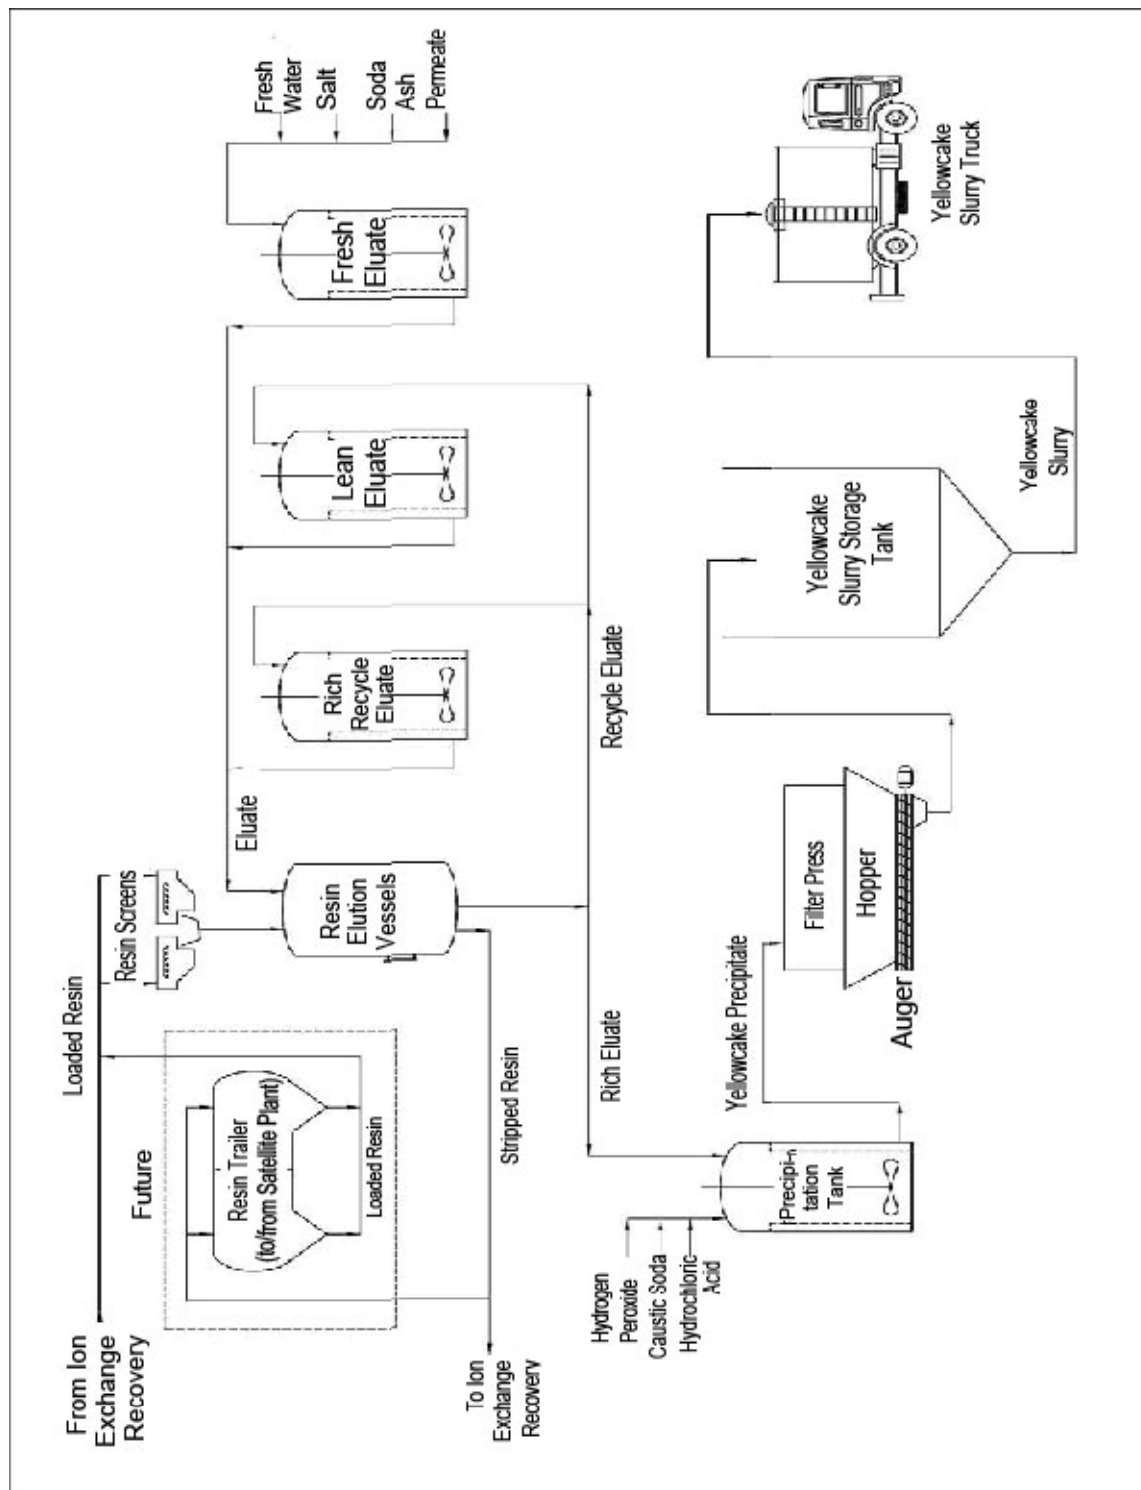 From Ion
Exchange
Recovery
Loaded Resin
Resin Screens
Future
Resin Trailer
(to/from Satellite Plant)
Loaded Resin
Eluate
Resin
Elution
Vessels
Rich
Recycle
Eluate
Lean
Eluate
Fresh
Eluate
Fresh
Water
Salt
Soda
Ash
Permeate
To Ion
Exchange
Recovery
Stripped Resin
Rich Eluate
Recycle Eluate
Hydrogen
Peroxide
Caustic Soda
Hydrochloric
Acid
Precipi-
tation
Tank
Yellowcake Precipitate
Filter Press
Hopper
Auger
Yellowcake
Slurry Storage
Tank
Yellowcake
Slurry
Yellowcake
Slurry Truck